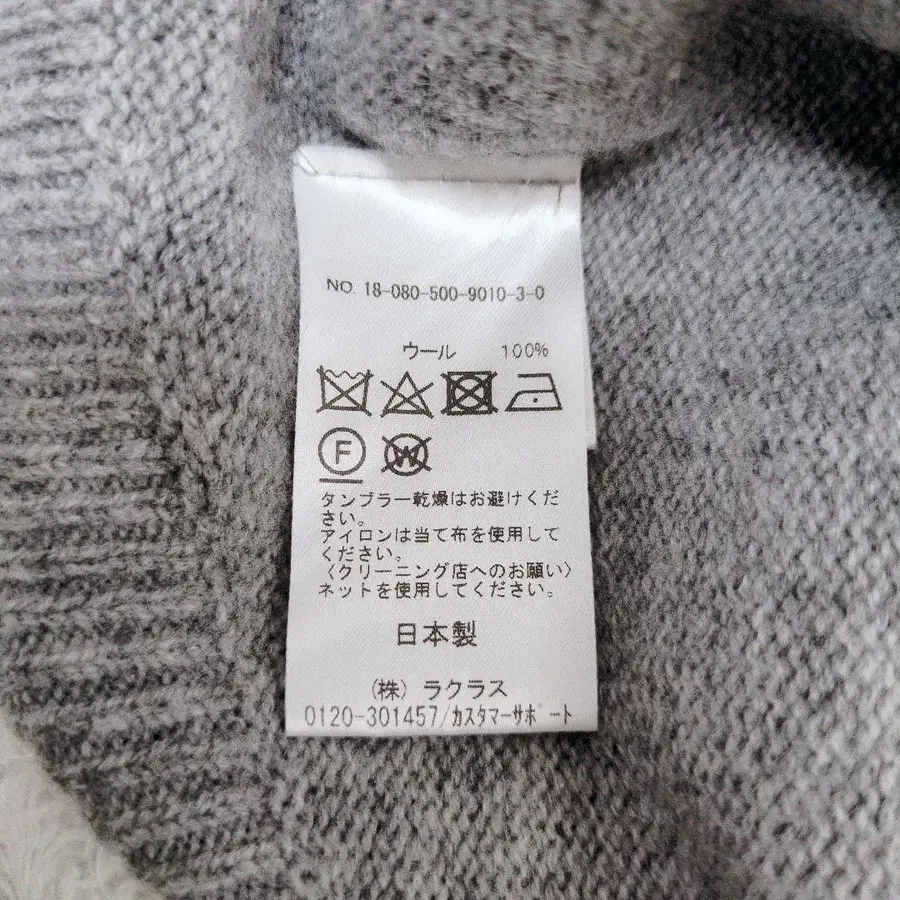 NO. 18-080-500-9010-3-0
ウール 100%
F
W
タンブラー乾燥はお避けくだ
さい。
アイロンは当て布を使用して
ください。
〈クリーニング店へのお願い〉
ネットを使用してください。
日本製
(株) ラクラス
0120-301457/カスタマーサポート